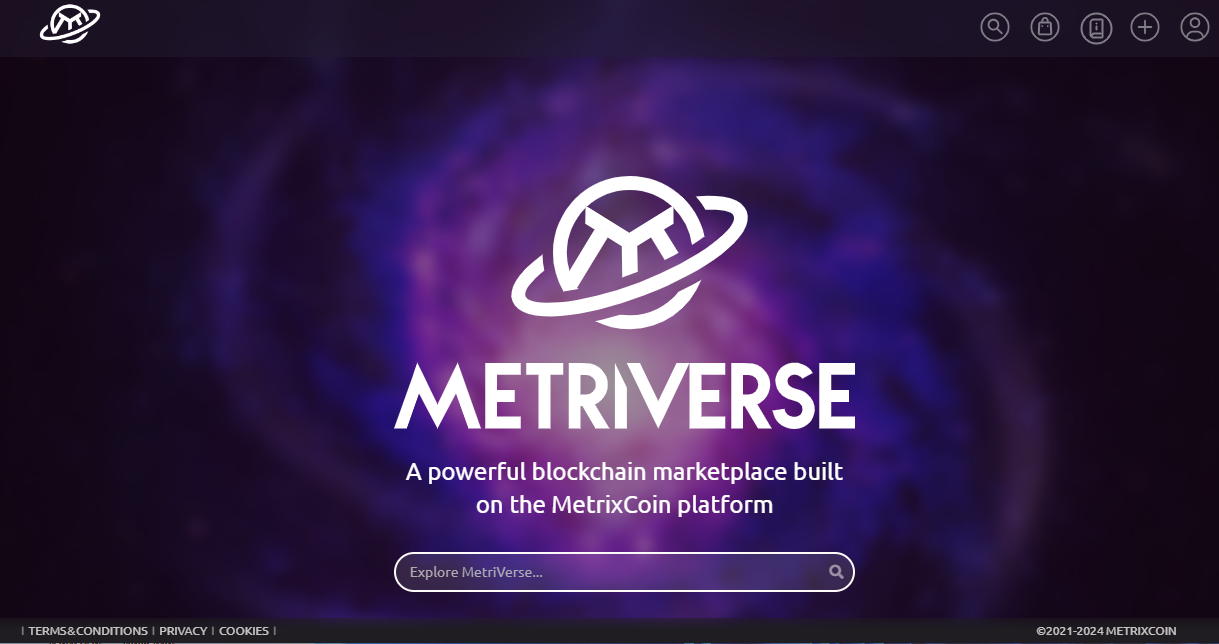 METRIVERSE
A powerful blockchain marketplace built
on the MetrixCoin platform
Explore MetriVerse...
| TERMS&CONDITIONS | PRIVACY | COOKIES |
©2021-2024 METRIXCOIN